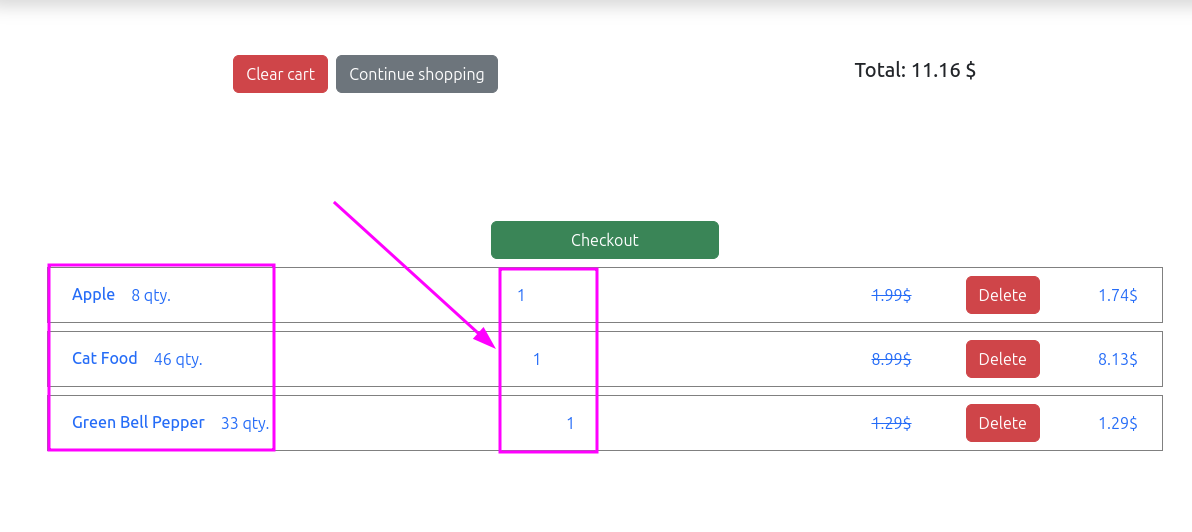 Clear cart Continue shopping Total: 11.16 $
Checkout
Apple 8 qty. 1 1.99$ Delete 1.74$
Cat Food 46 qty. 1 8.99$ Delete 8.13$
Green Bell Pepper 33 qty. 1 1.29$ Delete 1.29$